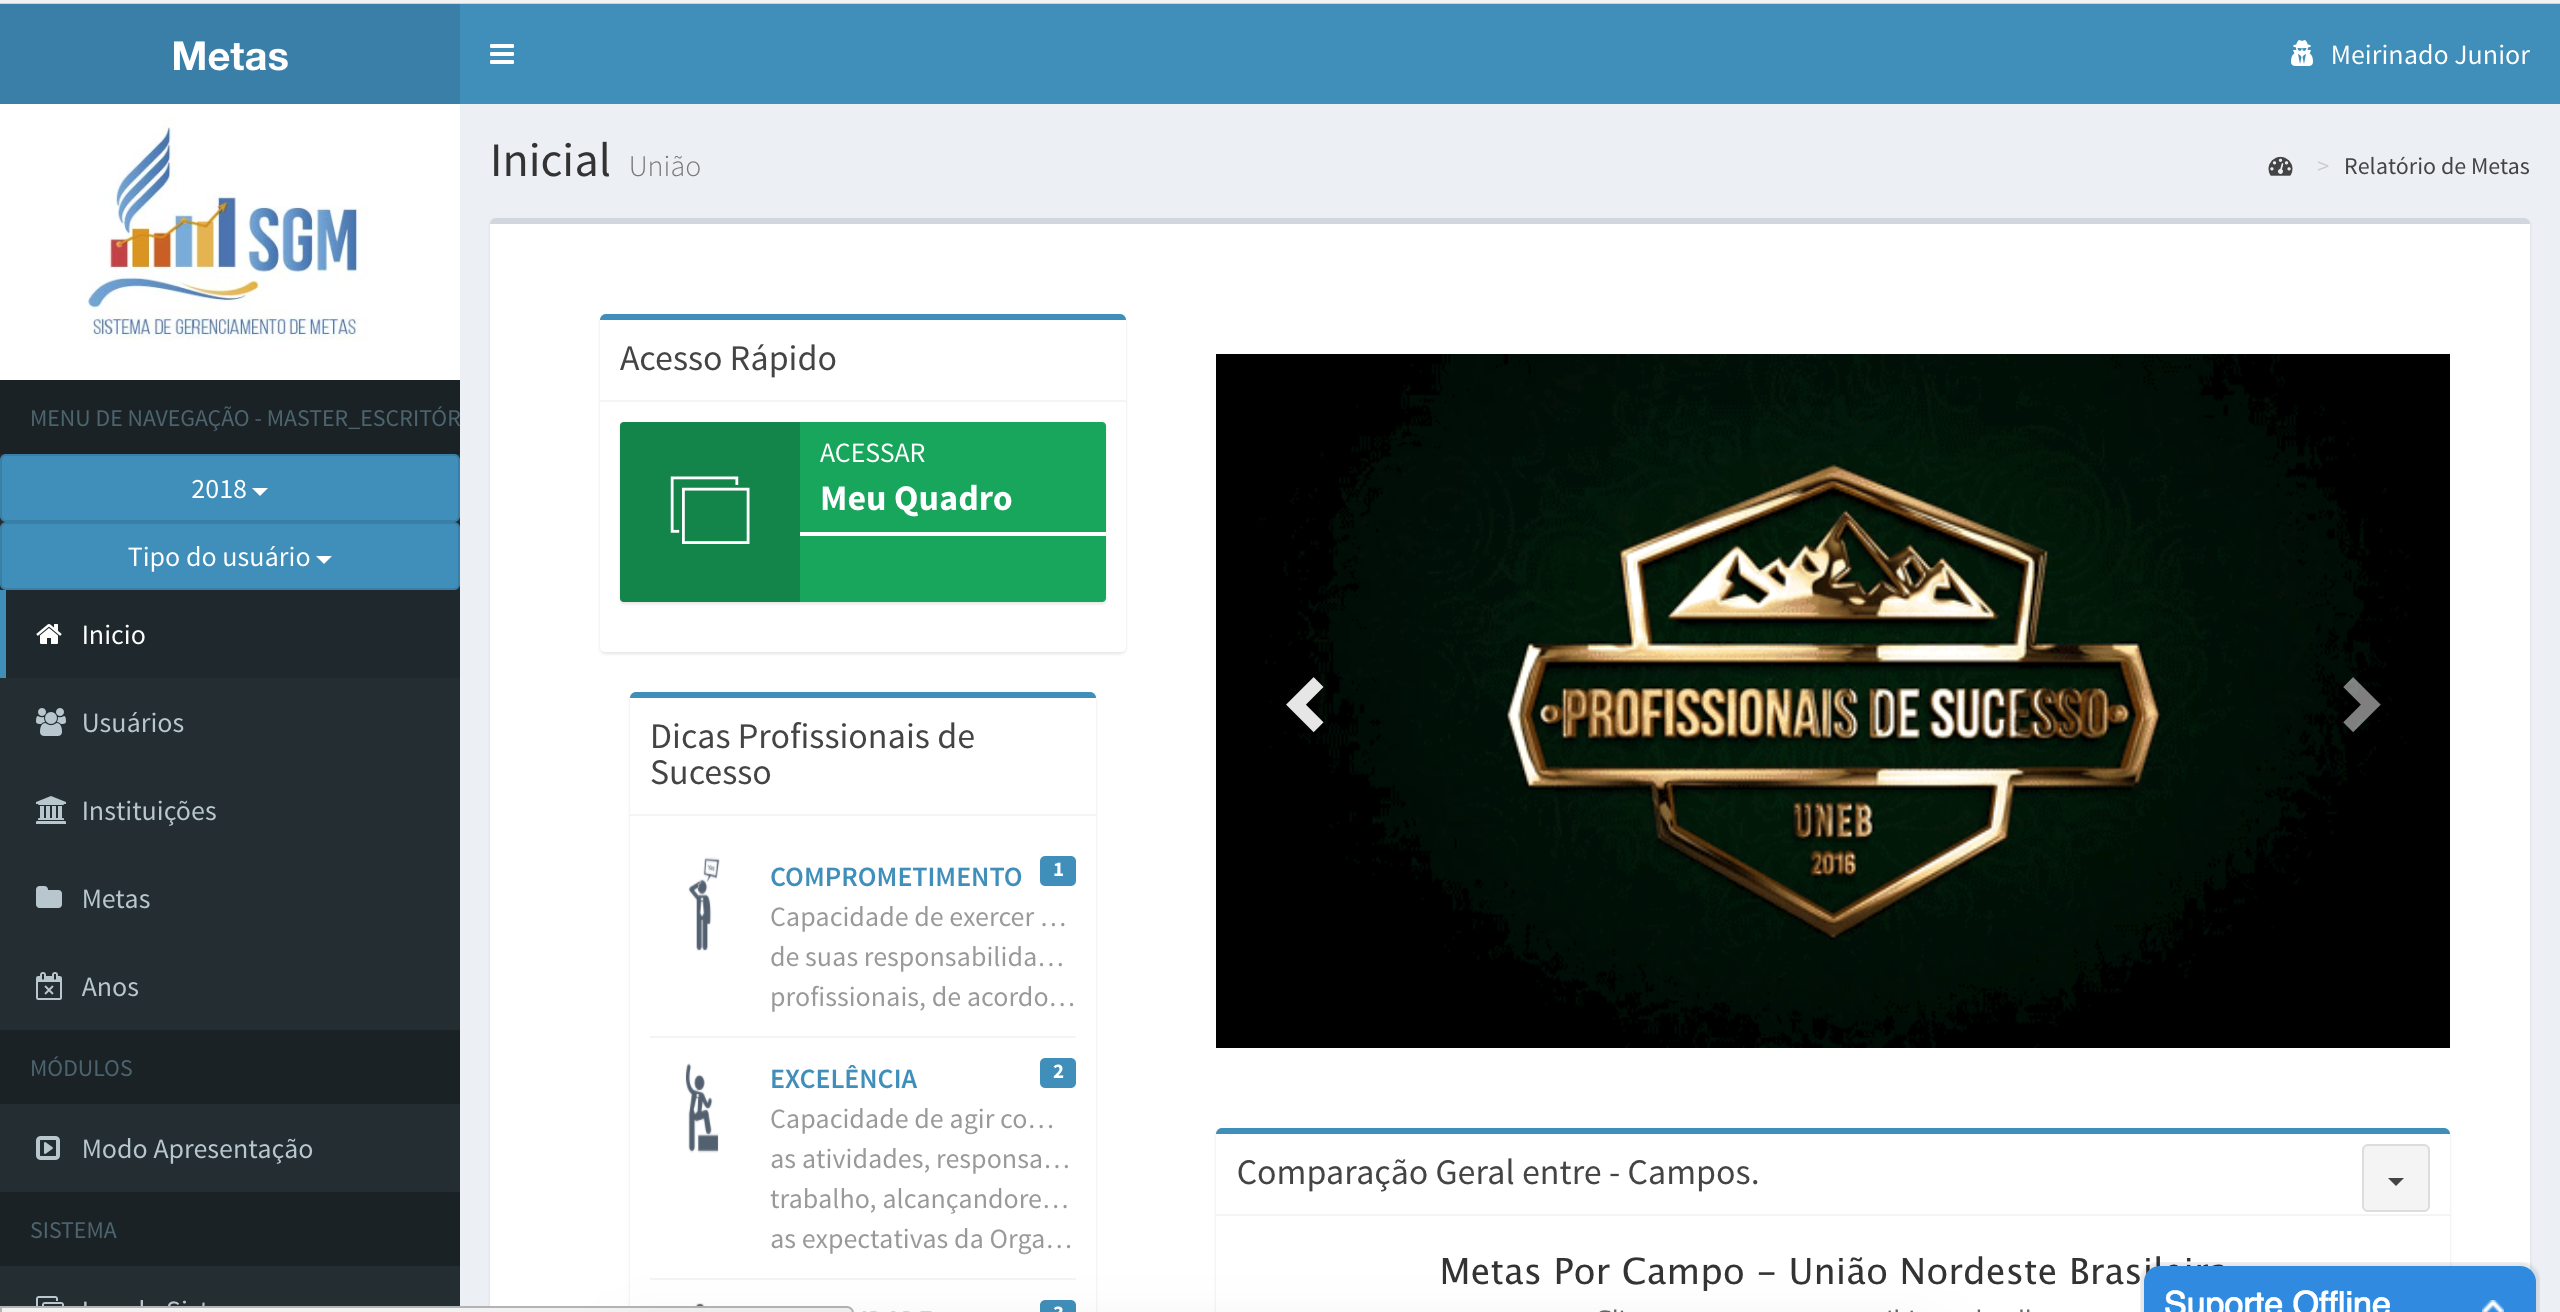 Metas
Meirinado Junior
SGM
SISTEMA DE GERENCIAMENTO DE METAS
MENU DE NAVEGAÇÃO - MASTER_ESCRITÓR
2018
Tipo do usuário
Inicio
Usuários
Instituições
Metas
Anos
MÓDULOS
Modo Apresentação
SISTEMA
Inicial União
> Relatório de Metas
Acesso Rápido
ACESSAR
Meu Quadro
Dicas Profissionais de
Sucesso
COMPROMETIMENTO 1
Capacidade de exercer ...
de suas responsabilida...
profissionais, de acordo...
EXCELÊNCIA 2
Capacidade de agir co...
as atividades, responsa...
trabalho, alcançandore...
as expectativas da Orga...
3
PROFISSIONAIS DE SUCESSO
UNEB
2016
Comparação Geral entre - Campos.
Metas Por Campo – União Nordeste Brasileira
Suporte Offline